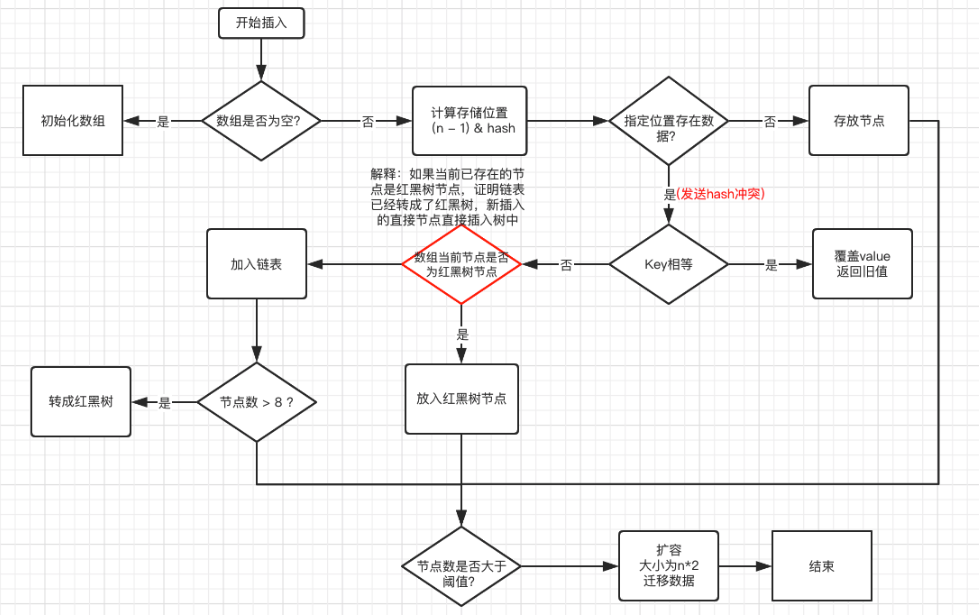 开始插入
初始化数组
是
数组是否为空?
否
计算存储位置
(n - 1) & hash
指定位置存在数
据?
否
存放节点
解释：如果当前已存在的节
点是红黑树节点，证明链表
已经转成了红黑树，新插入
的直接节点直接插入树中
是(发送hash冲突)
加入链表
数组当前节点是否
为红黑树节点
否
Key相等
是
覆盖value
返回旧值
是
转成红黑树
是
节点数 > 8 ?
放入红黑树节点
节点数是否大于
阈值?
扩容
大小为n*2
迁移数据
结束